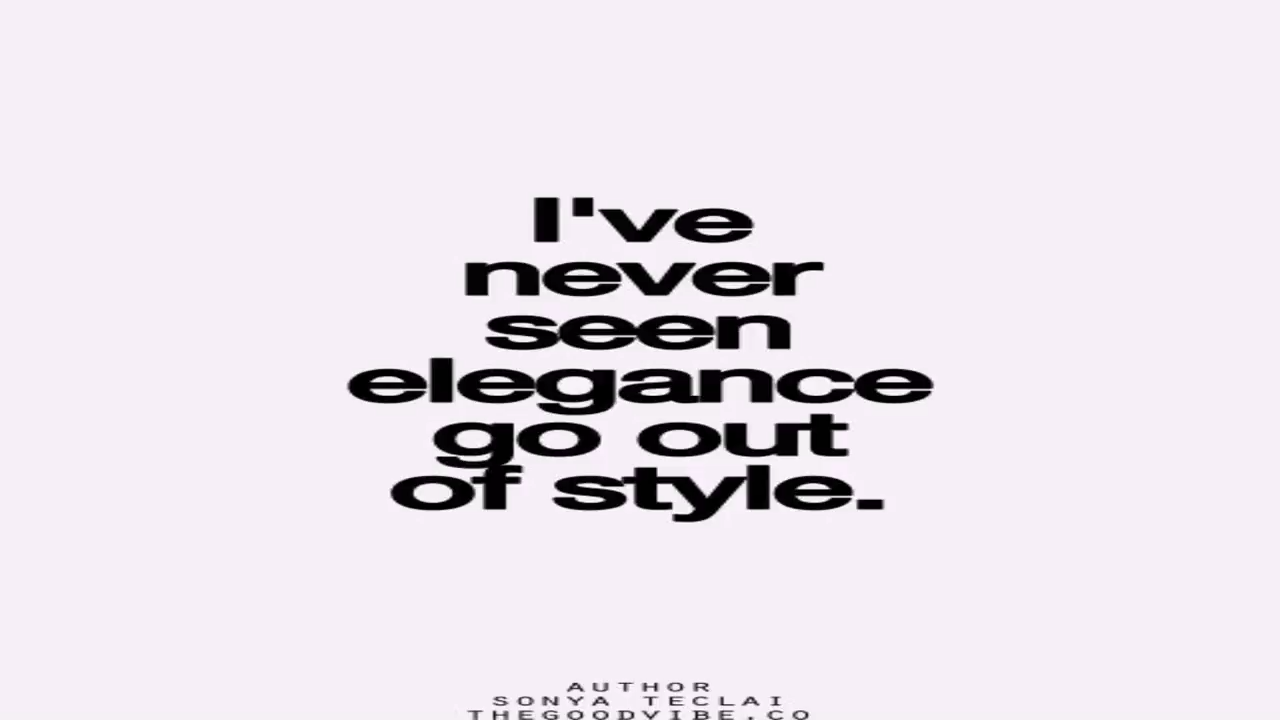 I've
never
seen
elegance
go out
of style.
AUTHOR
SONYA TECLAI
THEGOODVIBE.CO